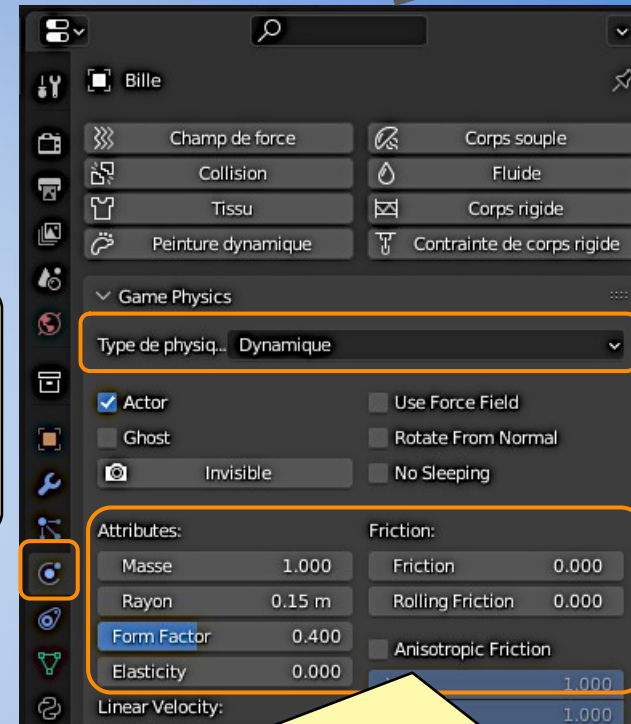 Bille
Champ de force Corps souple
Collision Fluide
Tissu Corps rigide
Peinture dynamique Contrainte de corps rigide
Game Physics
Type de physiq... Dynamique
Actor Use Force Field
Ghost Rotate From Normal
Invisible No Sleeping
Attributes: Friction:
Masse 1.000 Friction 0.000
Rayon 0.15 m Rolling Friction 0.000
Form Factor 0.400 Anisotropic Friction
Elasticity 0.000 1.000
Linear Velocity: 1.000